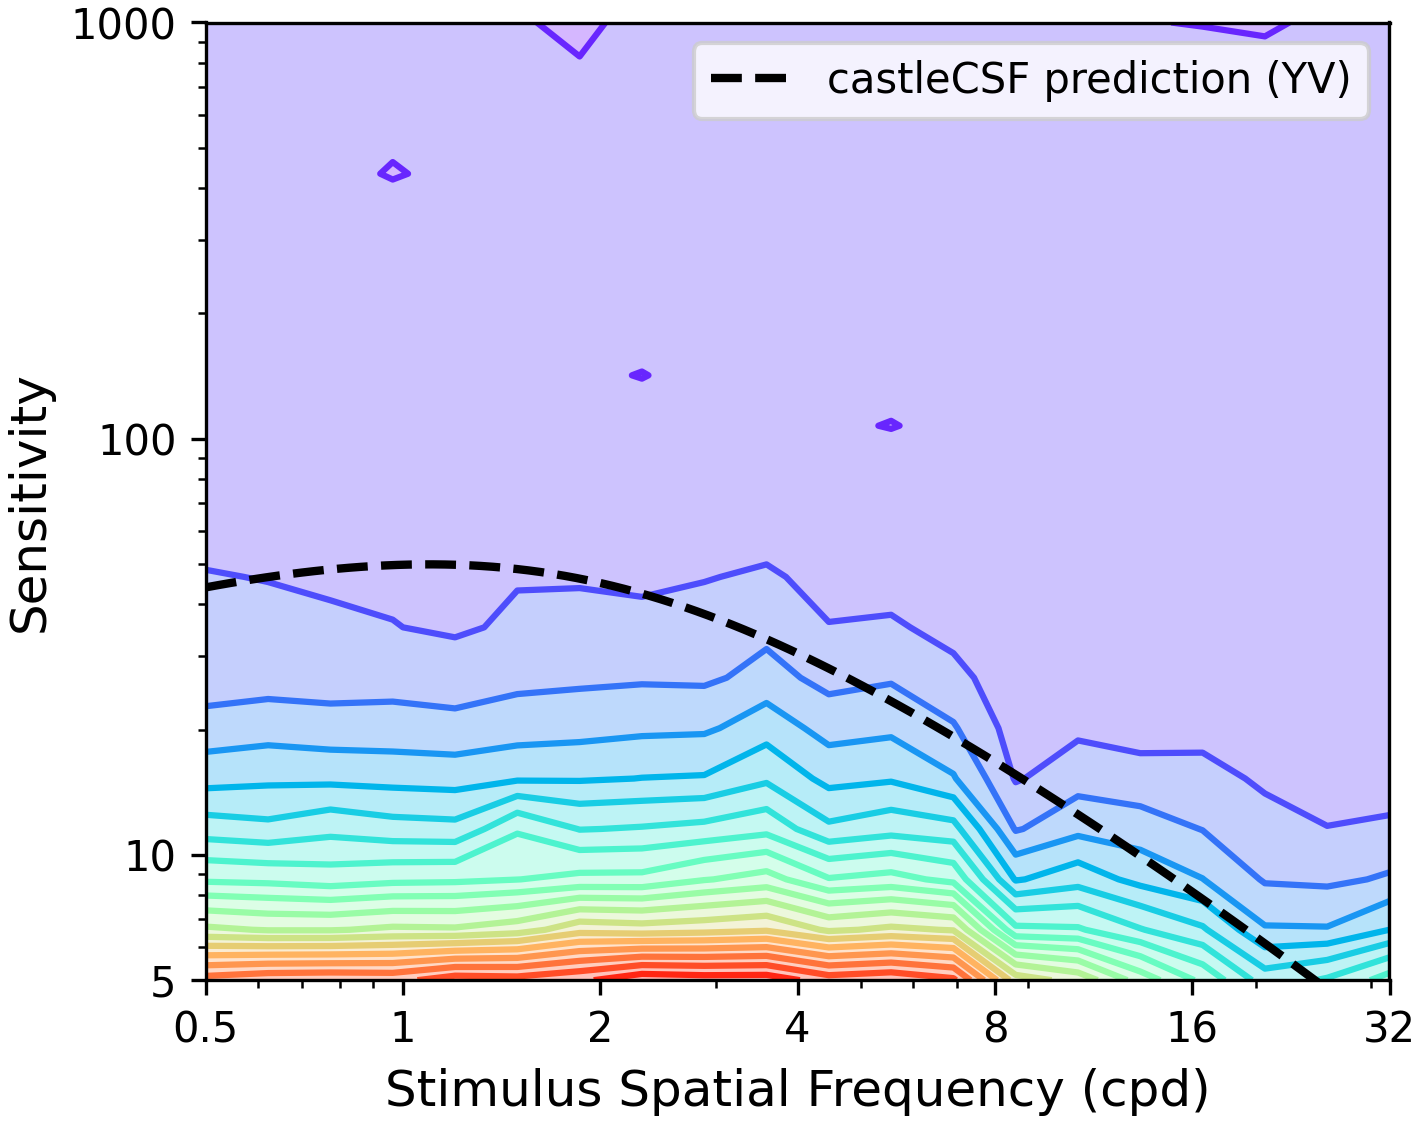 1000
castleCSF prediction (YV)
100
Sensitivity
10
5
0.5 1 2 4 8 16 32
Stimulus Spatial Frequency (cpd)